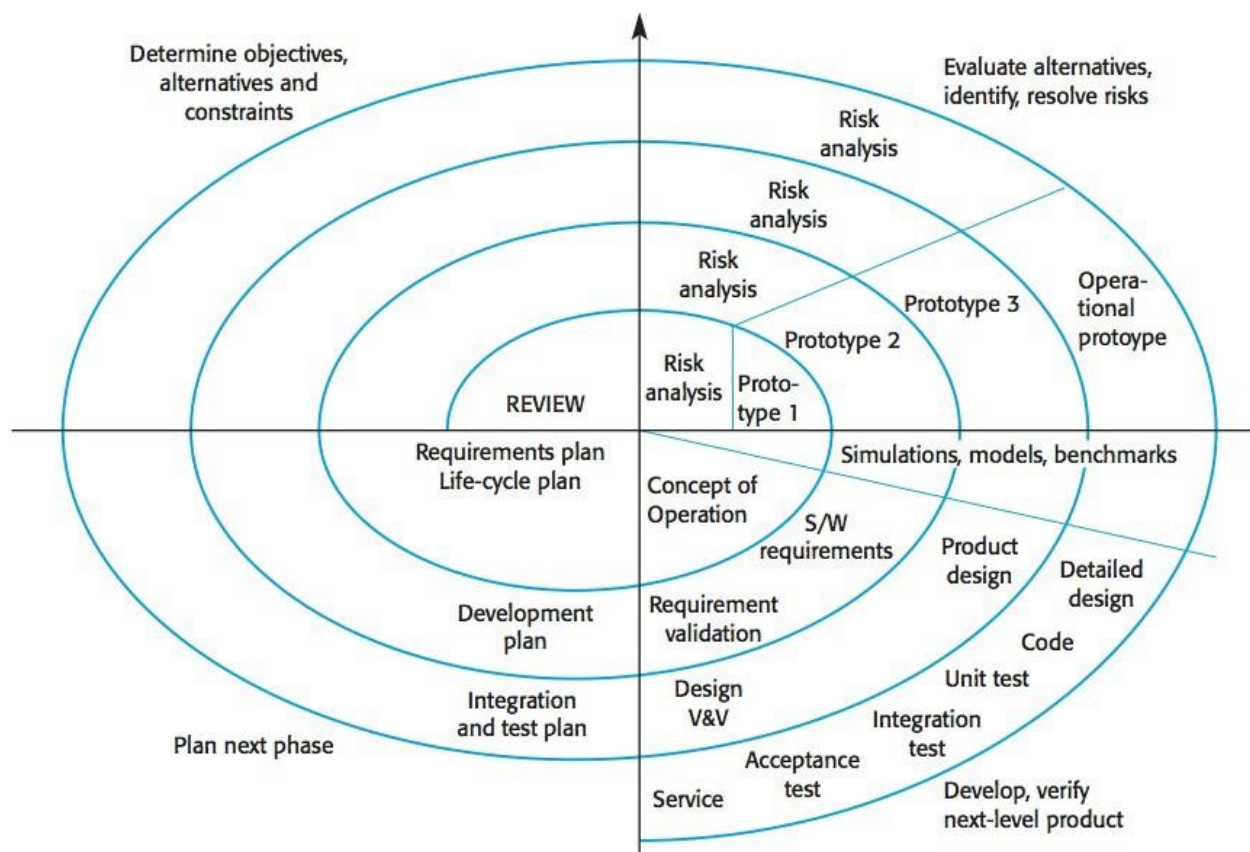 Determine objectives,
alternatives and
constraints
Evaluate alternatives,
identify, resolve risks
Risk
analysis
Risk
analysis
Risk
analysis
Risk
analysis
Proto-
type 1
Prototype 2
Prototype 3
Opera-
tional
protoype
REVIEW
Requirements plan
Life-cycle plan
Concept of
Operation
Simulations, models, benchmarks
S/W
requirements
Product
design
Detailed
design
Development
plan
Requirement
validation
Code
Unit test
Integration
and test plan
Design
V&V
Integration
test
Acceptance
test
Service
Plan next phase
Develop, verify
next-level product